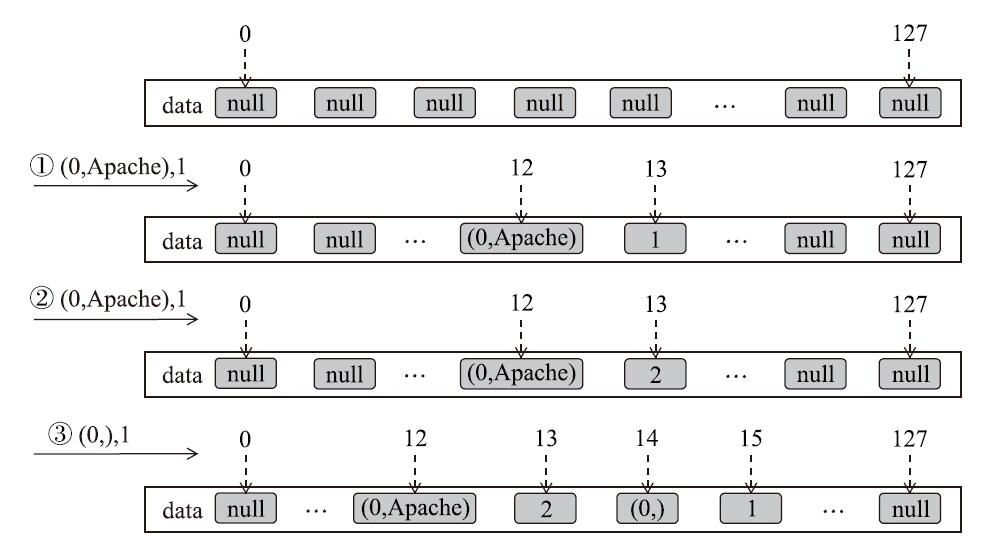 0 127
data null null null null null … null null
① (0,Apache),1 0 12 13 127
data null null … (0,Apache) 1 … null null
② (0,Apache),1 0 12 13 127
data null null … (0,Apache) 2 … null null
③ (0,),1 0 12 13 14 15 127
data null … (0,Apache) 2 (0,) 1 … null